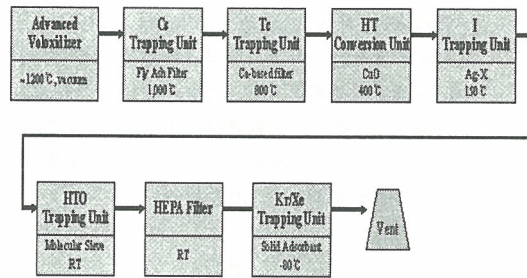 Advanced
Voloxidizer
~1200℃, vacuum
Cs
Trapping Unit
Fly Ash Filter
1,000℃
Tc
Trapping Unit
Ca-based filter
800℃
HT
Conversion Unit
CuO
400℃
I
Trapping Unit
Ag-X
150℃
HTO
Trapping Unit
Molecular Sieve
RT
HEPA Filter
RT
Kr/Xe
Trapping Unit
Solid Adsorbent
-80℃
Vent